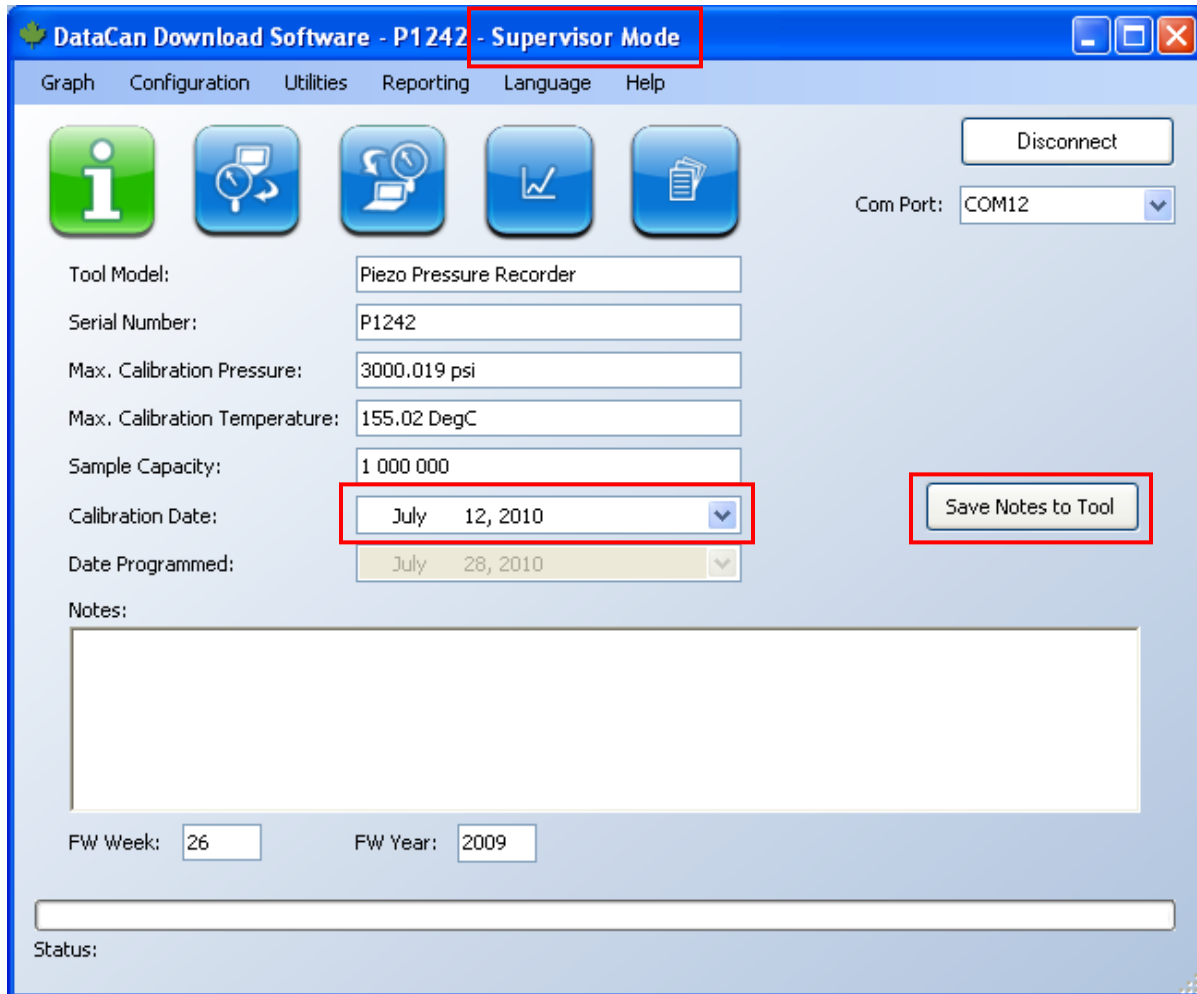 DataCan Download Software - P1242 - Supervisor Mode
Graph Configuration Utilities Reporting Language Help
Disconnect
Com Port: COM12
Tool Model: Piezo Pressure Recorder
Serial Number: P1242
Max. Calibration Pressure: 3000.019 psi
Max. Calibration Temperature: 155.02 DegC
Sample Capacity: 1 000 000
Calibration Date: July 12, 2010
Save Notes to Tool
Date Programmed: July 28, 2010
Notes:
FW Week: 26 FW Year: 2009
Status: